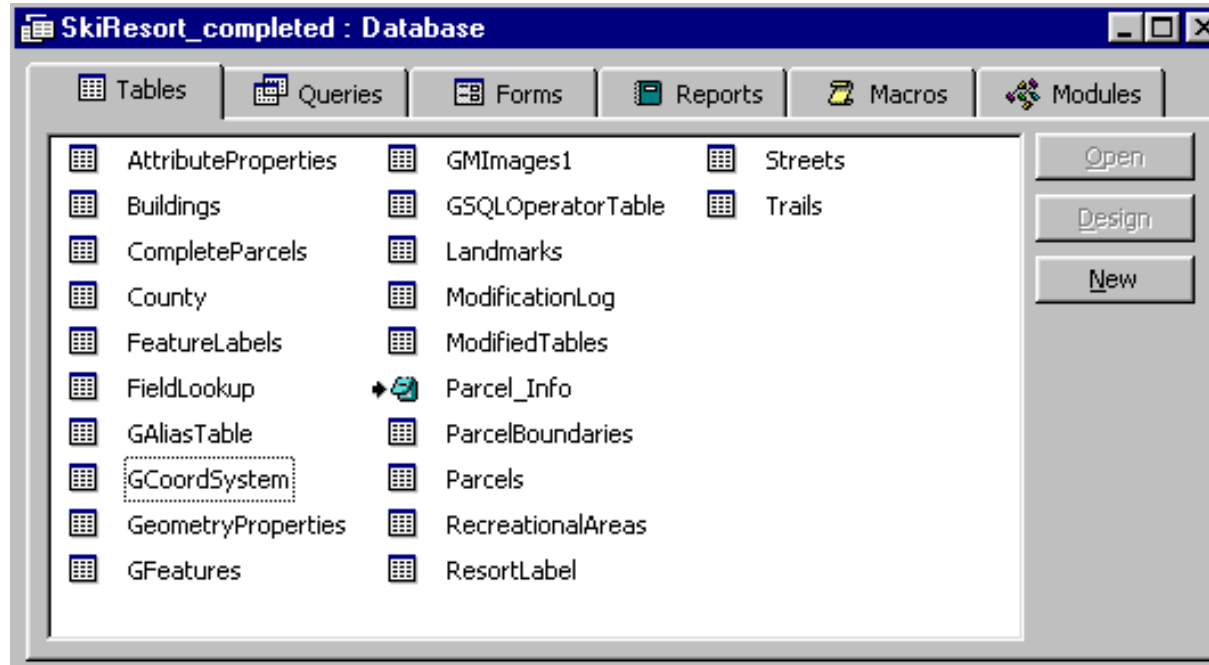 SkiResort_completed : Database
Tables Queries Forms Reports Macros Modules
AttributeProperties GMImages1 Streets Open
Buildings GSQLOperatorTable Trails Design
CompleteParcels Landmarks
County ModificationLog New
FeatureLabels ModifiedTables
FieldLookup Parcel_Info
GAliasTable ParcelBoundaries
GCoordSystem Parcels
GeometryProperties RecreationalAreas
GFeatures ResortLabel